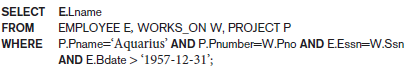 SELECT E.Lname
FROM EMPLOYEE E, WORKS_ON W, PROJECT P
WHERE P.Pname=‘Aquarius’ AND P.Pnumber=W.Pno AND E.Essn=W.Ssn
AND E.Bdate > ‘1957-12-31’;